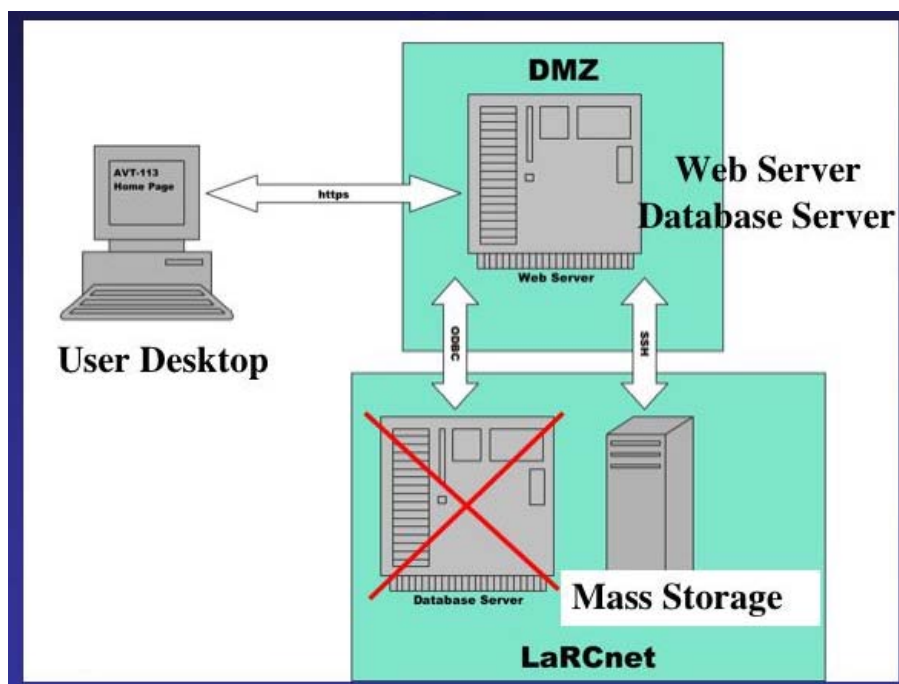 DMZ
AVT-113
Home Page
https
Web Server
Database Server
Web Server
ODBC
SSH
User Desktop
Database Server
Mass Storage
LaRCnet